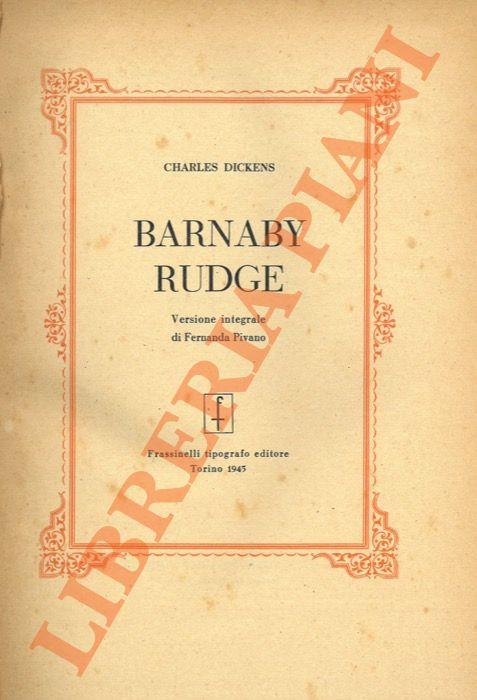 CHARLES DICKENS
BARNABY
RUDGE
Versione integrale
di Fernanda Pivano
f
Frassinelli tipografo editore
Torino 1945
LIBRERIA PIANI